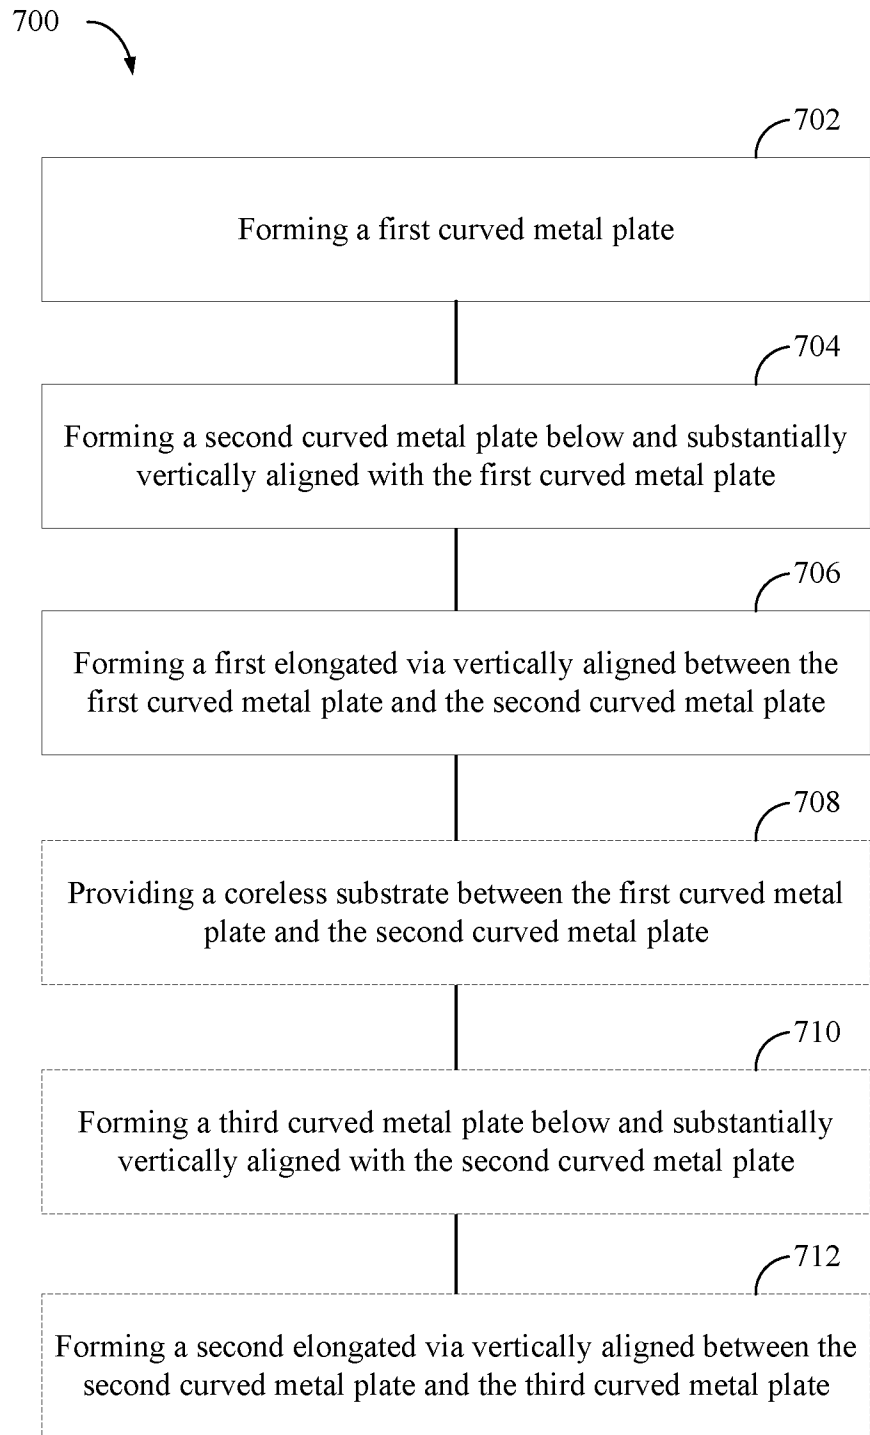 700
702
Forming a first curved metal plate
704
Forming a second curved metal plate below and substantially
vertically aligned with the first curved metal plate
706
Forming a first elongated via vertically aligned between the
first curved metal plate and the second curved metal plate
708
Providing a coreless substrate between the first curved metal
plate and the second curved metal plate
710
Forming a third curved metal plate below and substantially
vertically aligned with the second curved metal plate
712
Forming a second elongated via vertically aligned between the
second curved metal plate and the third curved metal plate